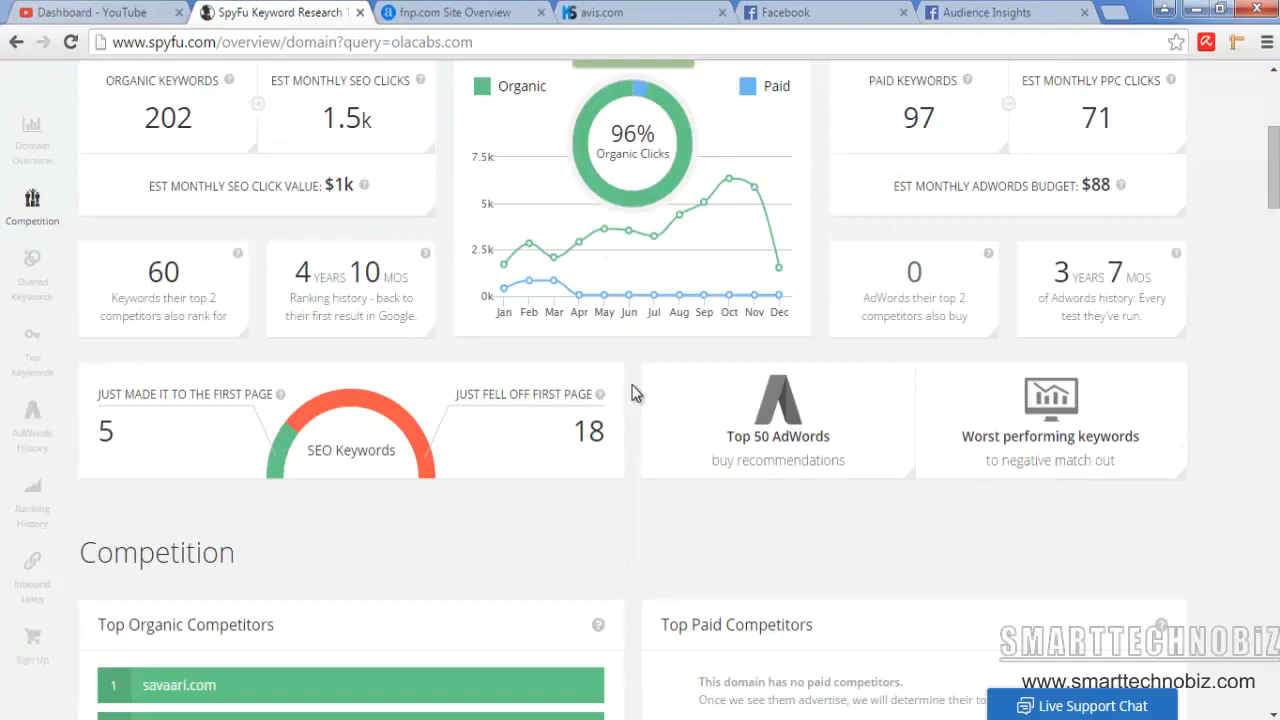 Dashboard - YouTube
SpyFu Keyword Research T
fnp.com Site Overview
avis.com
Facebook
Audience Insights
www.spyfu.com/overview/domain?query=olacabs.com
Domain
Overview
Competition
Shared
Keywords
Top
Keywords
AdWords
History
Ranking
History
Inbound
Links
Sign Up
ORGANIC KEYWORDS
202
EST MONTHLY SEO CLICKS
1.5k
EST MONTHLY SEO CLICK VALUE: $1k
60
Keywords their top 2
competitors also rank for
4 YEARS 10 MOS
Ranking history - back to
their first result in Google.
Organic
Paid
96%
Organic Clicks
7.5k
5k
2.5k
0k
Jan Feb Mar Apr May Jun Jul Aug Sep Oct Nov Dec
PAID KEYWORDS
97
EST MONTHLY PPC CLICKS
71
EST MONTHLY ADWORDS BUDGET: $88
0
AdWords their top 2
competitors also buy
3 YEARS 7 MOS
of Adwords history: Every
test they've run.
JUST MADE IT TO THE FIRST PAGE
5
SEO Keywords
JUST FELL OFF FIRST PAGE
18
Top 50 AdWords
buy recommendations
Worst performing keywords
to negative match out
Competition
Top Organic Competitors
1 savaari.com
Top Paid Competitors
This domain has no paid competitors.
Once we see them advertise, we will determine their to
SMARTTECHNOBIZ
www.smarttechnobiz.com
Live Support Chat